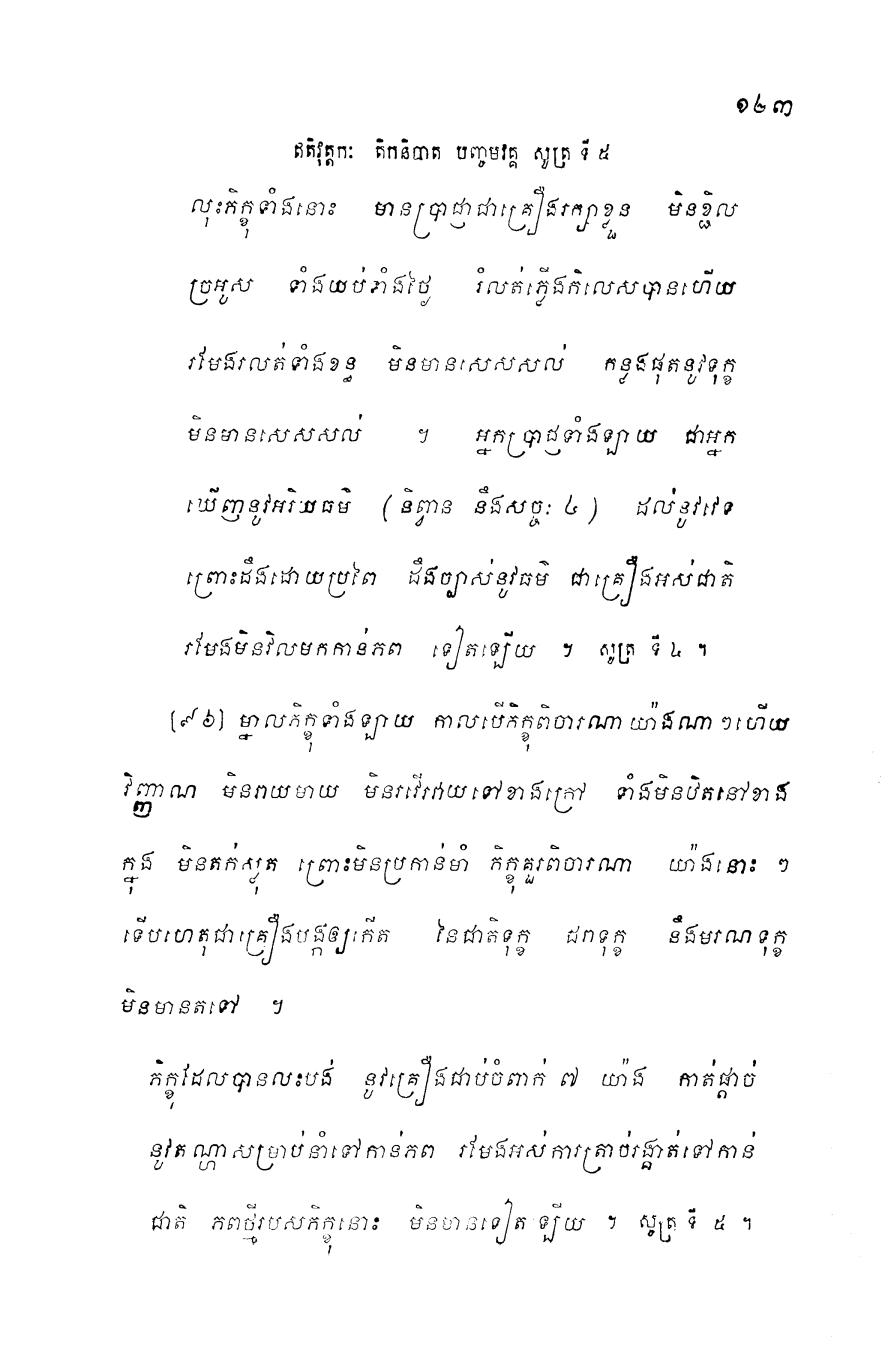 ១៤៣
ឥតិវុត្តកៈ តិកនិបាត បញ្ចមវគ្គ សូត្រ ទី ៥
លុះភិក្ខុទាំងនោះ មានប្រាជ្ញាជាគ្រឿងរក្សាខ្លួន មិនខ្ជិល
ច្រអូស ទាំងយប់ទាំងថ្ងៃ រំលត់ភ្លើងកិលេសបានហើយ
រមែងរលត់ទាំងខន្ធ មិនមានសេសសល់ កន្លងផុតនូវទុក្ខ
មិនមានសេសសល់ ។ អ្នកប្រាជ្ញទាំងឡាយ ជាអ្នក
ឃើញនូវអរិយធម៌ (និព្វាន នឹងសច្ចៈ ៤) ដល់នូវវេទ
ព្រោះដឹងដោយប្រពៃ ដឹងច្បាស់នូវធម៌ ជាគ្រឿងអស់ជាតិ
រមែងមិនវិលមកកាន់ភព ទៀតឡើយ ។ សូត្រ ទី ៤ ។
(៩៦) ម្នាលភិក្ខុទាំងឡាយ កាលបើភិក្ខុពិចារណា យ៉ាងណា ៗ ហើយ
វិញ្ញាណ មិនរាយមាយ មិនរវើរវាយទៅខាងក្រៅ ទាំងមិនឋិតនៅខាង
ក្នុង មិនតក់ស្លុត ព្រោះមិនប្រកាន់មាំ ភិក្ខុគួរពិចារណា យ៉ាងនោះ ៗ
ទើបហេតុជាគ្រឿងបង្កឲ្យកើត នៃជាតិទុក្ខ ជរាទុក្ខ នឹងមរណទុក្ខ
មិនមានតទៅ ។
ភិក្ខុដែលបានលះបង់ នូវគ្រឿងជាប់ចំពាក់ ៧ យ៉ាង កាត់ផ្តាច់
នូវតណ្ហាសម្រាប់នាំទៅកាន់ភព រមែងអស់ការត្រាច់រង្គាត់ទៅកាន់
ជាតិ ភពថ្មីរបសភិក្ខុនោះ មិនមានទៀត ឡើយ ។ សូត្រ ទី ៥ ។